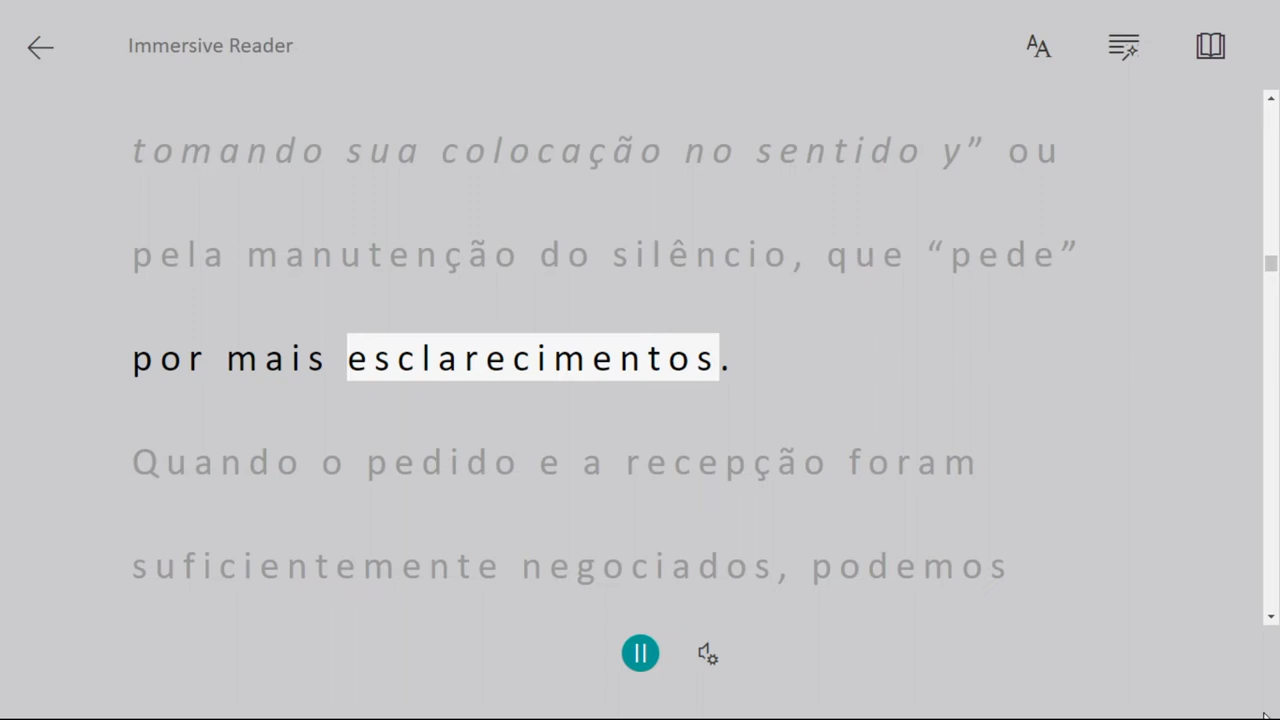 Immersive Reader
tomando sua colocação no sentido y” ou
pela manutenção do silêncio, que “pede”
por mais esclarecimentos.
Quando o pedido e a recepção foram
suficientemente negociados, podemos